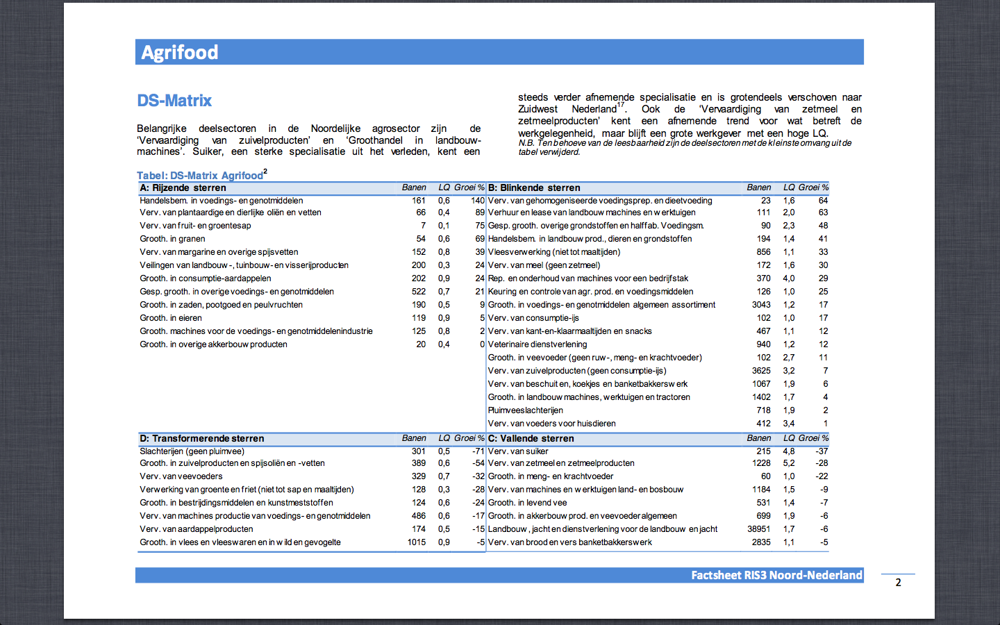 Agrifood
DS-Matrix
Belangrijke deelsectoren in de Noordelijke agrosector zijn de
‘Vervaardiging van zuivelproducten’ en ‘Groothandel in landbouw-
machines’. Suiker, een sterke specialisatie uit het verleden, kent een
steeds verder afnemende specialisatie en is grotendeels verschoven naar
Zuidwest Nederland17. Ook de ‘Vervaardiging van zetmeel en
zetmeelproducten’ kent een afnemende trend voor wat betreft de
werkgelegenheid, maar blijft een grote werkgever met een hoge LQ.
N.B. Ten behoeve van de leesbaarheid zijn de deelsectoren met de kleinste omvang uit de
tabel verwijderd.
Tabel: DS-Matrix Agrifood2
A: Rijzende sterren Banen LQ Groei %
Handelsbem. in voedings- en genotmiddelen 161 0,6 140
Verv. van plantaardige en dierlijke oliën en vetten 66 0,4 89
Verv. van fruit- en groentesap 7 0,1 75
Grooth. in granen 54 0,6 69
Verv. van margarine en overige spijsvetten 152 0,8 39
Veilingen van landbouw-, tuinbouw- en visserijproducten 200 0,3 24
Grooth. in consumptie-aardappelen 202 0,9 24
Gesp. grooth. in overige voedings- en genotmiddelen 522 0,7 21
Grooth. in zaden, pootgoed en peulvruchten 190 0,5 9
Grooth. in eieren 119 0,9 5
Grooth. machines voor de voedings- en genotmiddelenindustrie 125 0,8 2
Grooth. in overige akkerbouw producten 20 0,4 0
B: Blinkende sterren Banen LQ Groei %
Verv. van gehomogeniseerde voedingsprep. en dieetvoeding 23 1,6 64
Verhuur en lease van landbouw machines en werktuigen 111 2,0 63
Gesp. grooth. overige grondstoffen en halffab. Voedingsm. 90 2,3 48
Handelsbem. in landbouw prod., dieren en grondstoffen 194 1,4 41
Vleesverwerking (niet tot maaltijden) 856 1,1 33
Verv. van meel (geen zetmeel) 172 1,6 30
Rep. en onderhoud van machines voor een bedrijfstak 370 4,0 29
Keuring en controle van agr. prod. en voedingsmiddelen 126 1,0 25
Grooth. in voedings- en genotmiddelen algemeen assortiment 3043 1,2 17
Verv. van consumptie-ijs 102 1,0 17
Verv. van kant-en-klaarmaaltijden en snacks 467 1,1 12
Veterinaire dienstverlening 940 1,2 12
Grooth. in veevoeder (geen ruw-, meng- en krachtvoeder) 102 2,7 11
Verv. van zuivelproducten (geen consumptie-ijs) 3625 3,2 7
Verv. van beschuit en, koekjes en banketbakkerswerk 1067 1,9 6
Grooth. in landbouw machines, werktuigen en tractoren 1402 1,7 4
Pluimveeslachterijen 718 1,9 2
Verv. van voeders voor huisdieren 412 3,4 1
D: Transformerende sterren Banen LQ Groei %
Slachterijen (geen pluimvee) 301 0,5 -71
Grooth. in zuivelproducten en spijsoliën en -vetten 389 0,6 -54
Verv. van veevoeders 329 0,7 -32
Verwerking van groente en friet (niet tot sap en maaltijden) 128 0,3 -28
Grooth. in bestrijdingsmiddelen en kunstmeststoffen 124 0,6 -24
Verv. van machines productie van voedings- en genotmiddelen 486 0,6 -17
Verv. van aardappelproducten 174 0,5 -15
Grooth. in vlees en vleeswaren en in wild en gevogelte 1015 0,9 -5
C: Vallende sterren Banen LQ Groei %
Verv. van suiker 215 4,8 -37
Verv. van zetmeel en zetmeelproducten 1228 5,2 -28
Grooth. in meng- en krachtvoeder 60 1,0 -22
Verv. van machines en werktuigen land- en bosbouw 1184 1,5 -9
Grooth. in levend vee 531 1,4 -7
Grooth. in akkerbouw prod. en veevoeder algemeen 699 1,9 -6
Landbouw, jacht en dienstverlening voor de landbouw en jacht 38951 1,7 -6
Verv. van brood en vers banketbakkerswerk 2835 1,1 -5
Factsheet RIS3 Noord-Nederland
2